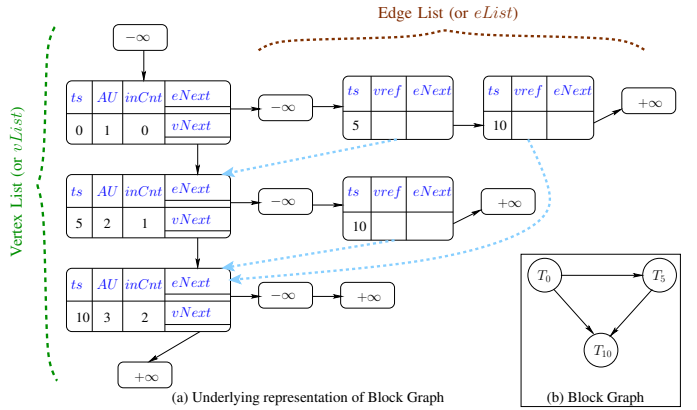 Edge List (or eList)
−∞
Vertex List (or vList)
ts AU inCnt eNext
0 1 0 vNext
−∞
ts vref eNext
5
ts vref eNext
10
+∞
ts AU inCnt eNext
5 2 1 vNext
−∞
ts vref eNext
10
+∞
ts AU inCnt eNext
10 3 2 vNext
−∞
+∞
+∞
T0
T5
T10
(a) Underlying representation of Block Graph
(b) Block Graph